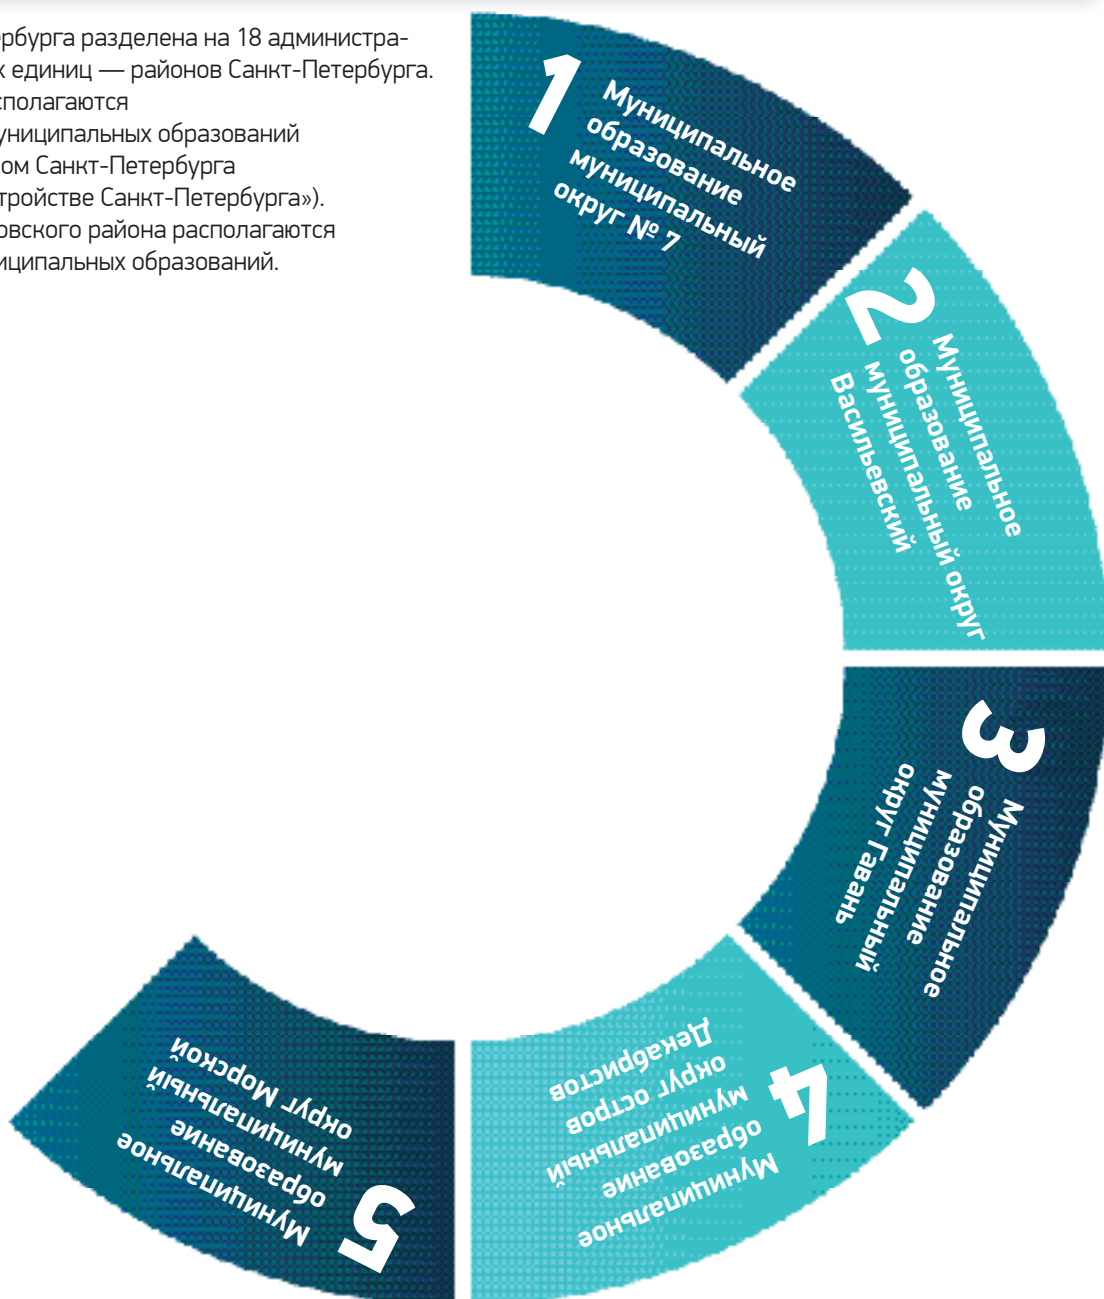 рбурга разделена на 18 администра-
х единиц — районов Санкт-Петербурга.
сполагаются
униципальных образований
ом Санкт-Петербурга
тройстве Санкт-Петербурга»).
овского района располагаются
иципальных образований.
1
Муниципальное
образование
муниципальный
округ № 7
2
Муниципальное
образование
муниципальный округ
Васильевский
3
Муниципальное
образование
муниципальный
округ Гавань
4
Муниципальное
образование
муниципальный
округ остров
Декабристов
5
Муниципальное
образование
муниципальный
округ Морской